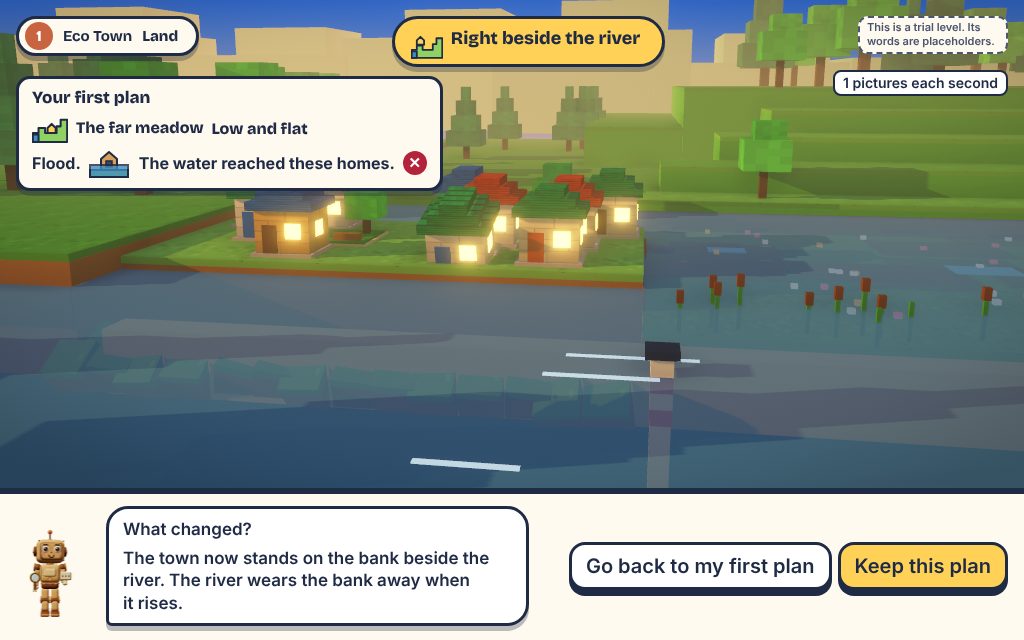 1 Eco Town Land
Right beside the river
This is a trial level. Its
words are placeholders.
1 pictures each second
Your first plan
The far meadow Low and flat
Flood. The water reached these homes.
What changed?
The town now stands on the bank beside the
river. The river wears the bank away when
it rises.
Go back to my first plan
Keep this plan